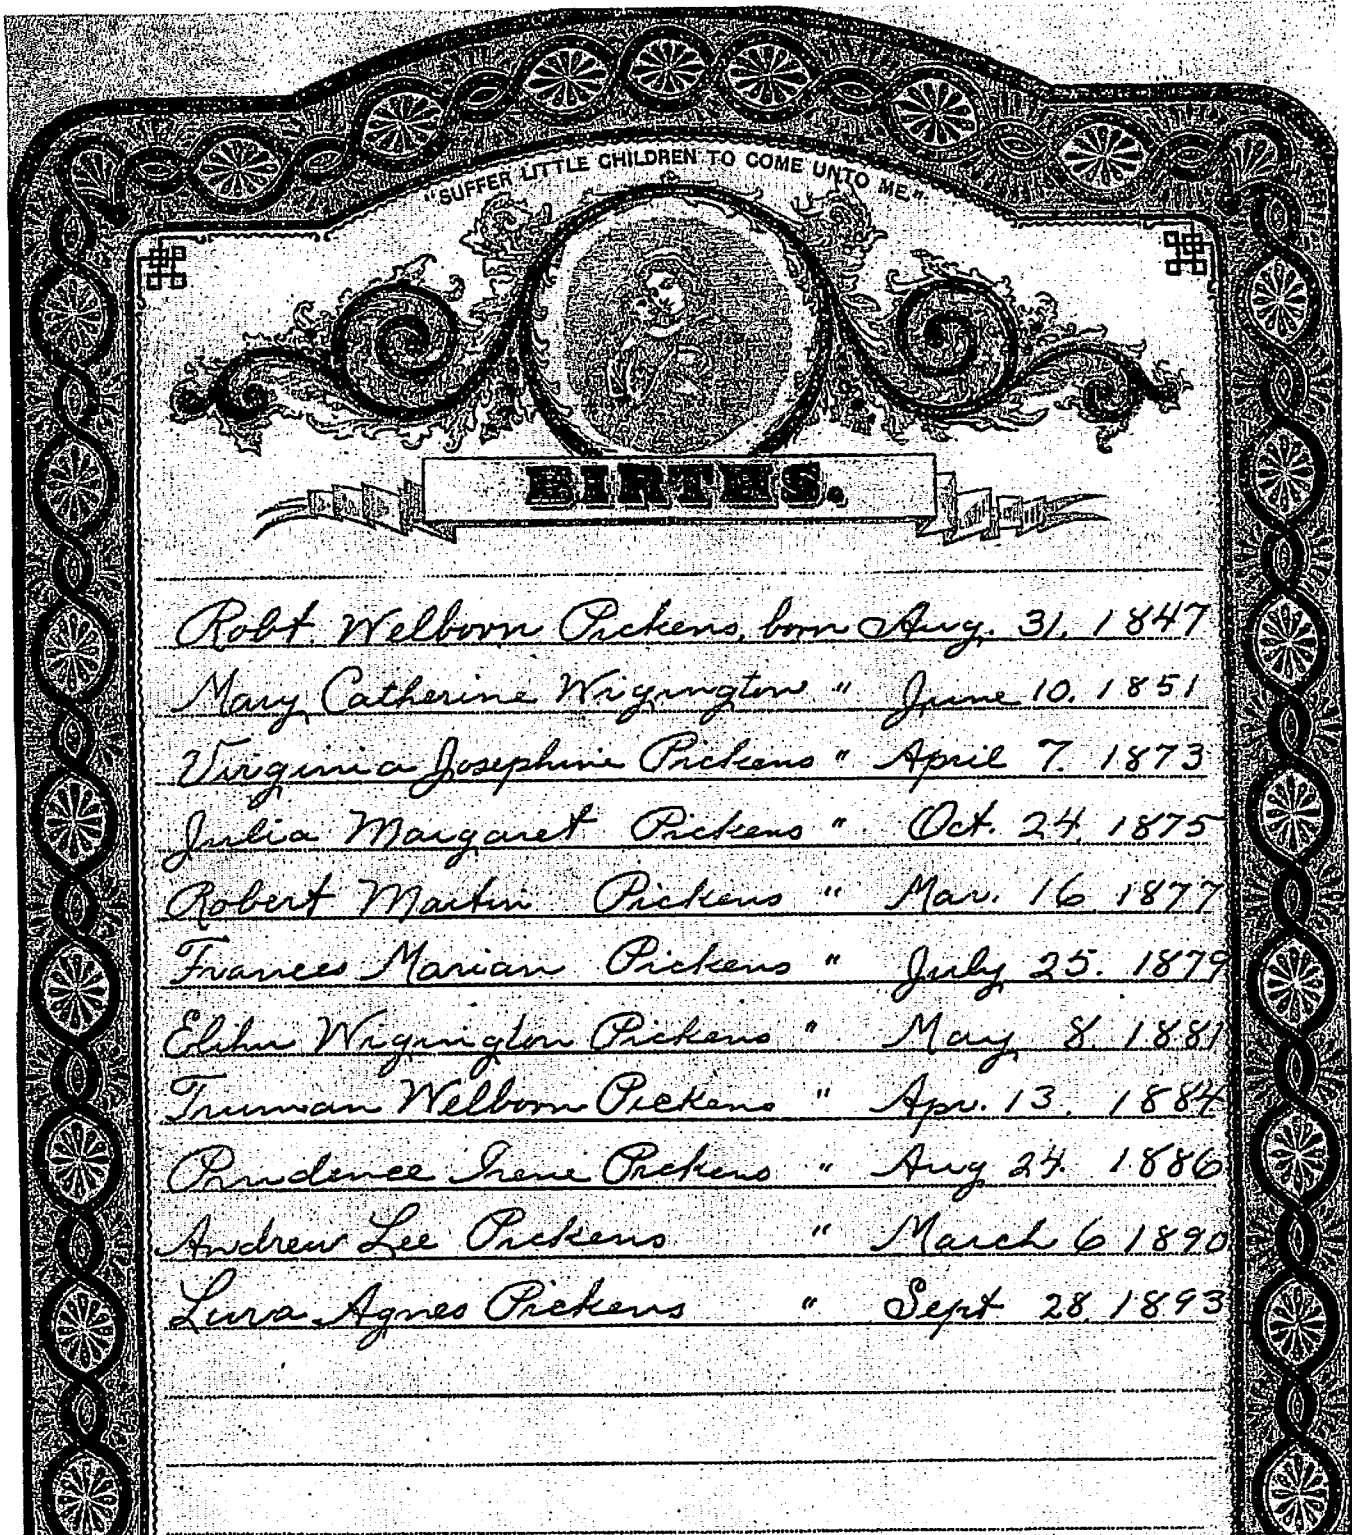 "SUFFER LITTLE CHILDREN TO COME UNTO ME."
BIRTHS.
Robt. Welborn Pickens, born Aug. 31, 1847
Mary Catherine Wigington " June 10, 1851
Virginia Josephine Pickens " April 7. 1873
Julia Margaret Pickens " Oct. 24, 1875
Robert Martin Pickens " Mar. 16, 1877
Frances Marian Pickens " July 25. 1879
Elihu Wigington Pickens " May 8. 1881
Truman Welborn Pickens " Apr. 13, 1884
Prudence Irene Pickens " Aug 24. 1886
Andrew Lee Pickens " March 6 1890
Lura Agnes Pickens " Sept 28, 1893